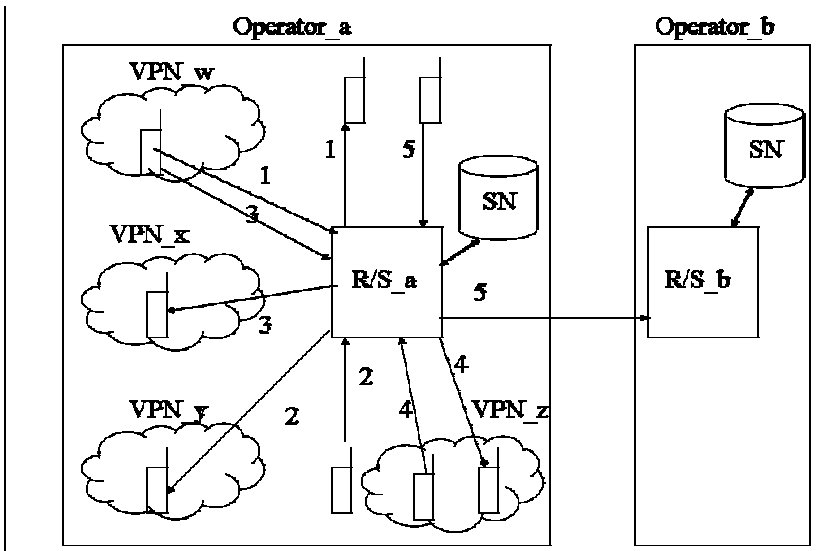 Operator_a
Operator_b
VPN_w
1
3
1
5
SN
SN
VPN_x
3
R/S_a
5
R/S_b
VPN_y
2
2
4
4
VPN_z